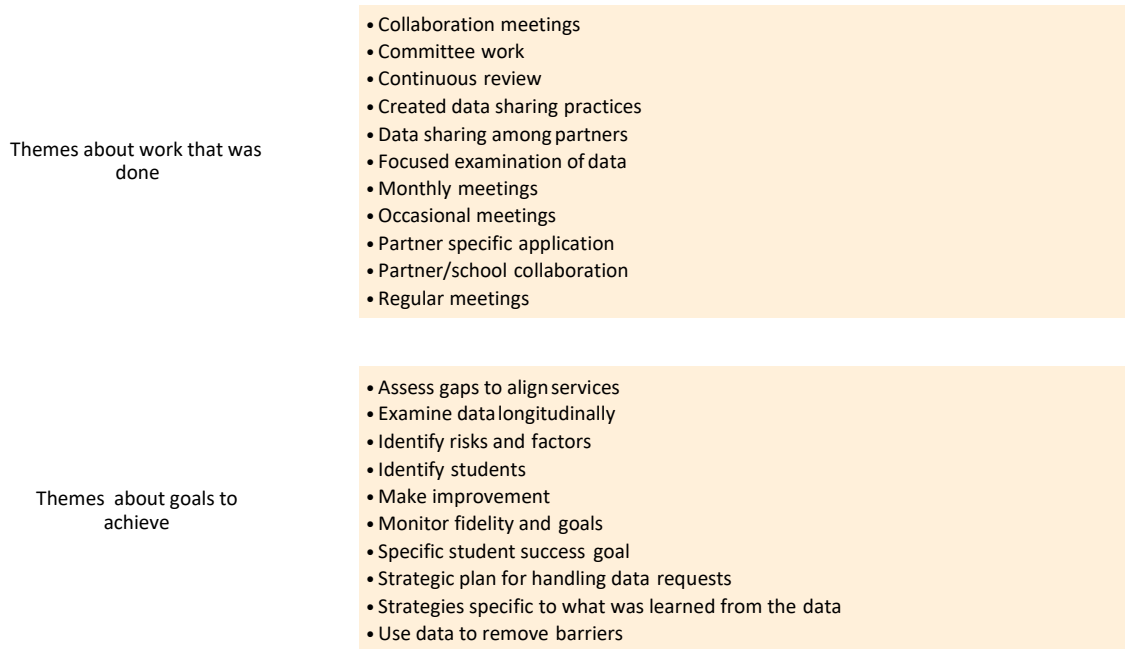 Themes about work that was
done
• Collaboration meetings
• Committee work
• Continuous review
• Created data sharing practices
• Data sharing among partners
• Focused examination of data
• Monthly meetings
• Occasional meetings
• Partner specific application
• Partner/school collaboration
• Regular meetings
Themes about goals to
achieve
• Assess gaps to align services
• Examine data longitudinally
• Identify risks and factors
• Identify students
• Make improvement
• Monitor fidelity and goals
• Specific student success goal
• Strategic plan for handling data requests
• Strategies specific to what was learned from the data
• Use data to remove barriers